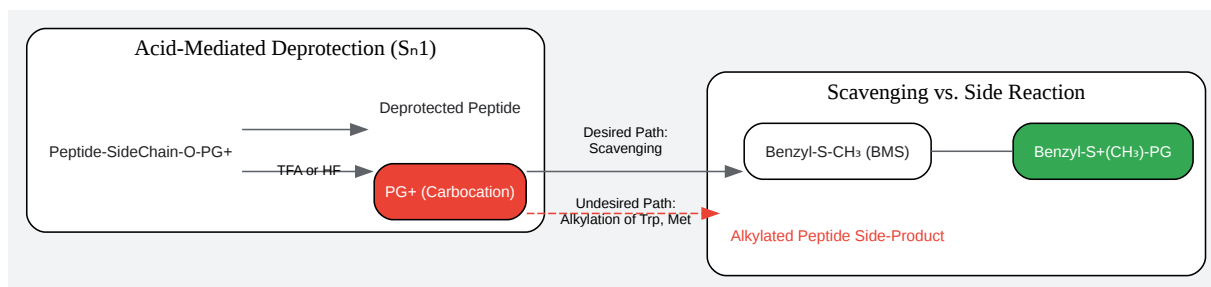 Acid-Mediated Deprotection (Sₙ1)
Deprotected Peptide
Peptide-SideChain-O-PG+
TFA or HF
PG+ (Carbocation)
Desired Path:
Scavenging
Undesired Path:
Alkylation of Trp, Met
Scavenging vs. Side Reaction
Benzyl-S-CH₃ (BMS)
Benzyl-S+(CH₃)-PG
Alkylated Peptide Side-Product